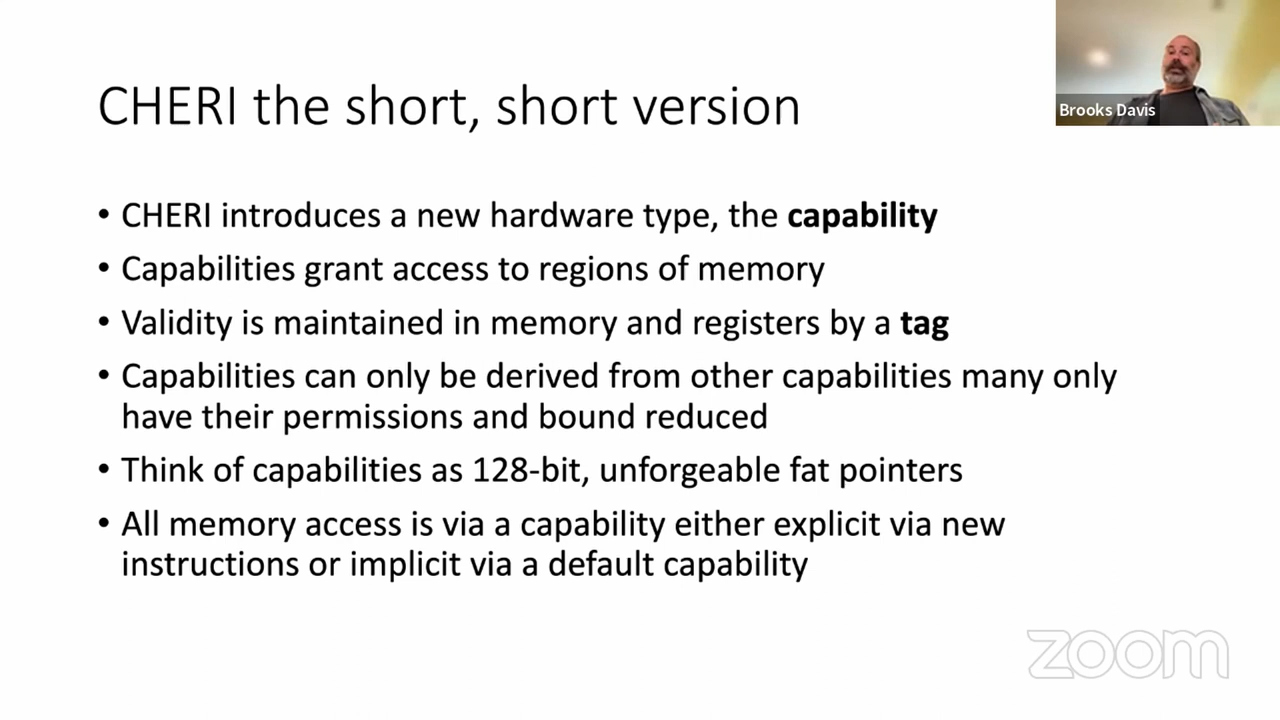 CHERI the short, short version
Brooks Davis
• CHERI introduces a new hardware type, the capability
• Capabilities grant access to regions of memory
• Validity is maintained in memory and registers by a tag
• Capabilities can only be derived from other capabilities many only
have their permissions and bound reduced
• Think of capabilities as 128-bit, unforgeable fat pointers
• All memory access is via a capability either explicit via new
instructions or implicit via a default capability
zoom